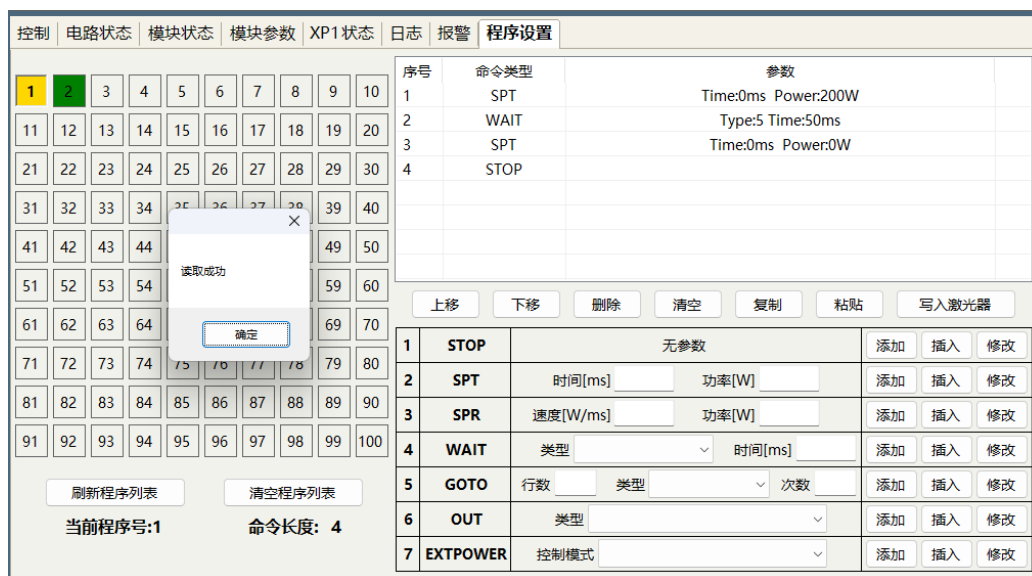 控制 电路状态 模块状态 模块参数 XP1状态 日志 报警 程序设置
1 2 3 4 5 6 7 8 9 10
11 12 13 14 15 16 17 18 19 20
21 22 23 24 25 26 27 28 29 30
31 32 33 34 35 36 37 38 39 40
41 42 43 44 49 50
51 52 53 54 59 60
61 62 63 64 69 70
71 72 73 74 75 76 77 78 79 80
81 82 83 84 85 86 87 88 89 90
91 92 93 94 95 96 97 98 99 100
读取成功
确定
刷新程序列表 清空程序列表
当前程序号:1 命令长度: 4
序号 命令类型 参数
1 SPT Time:0ms Power:200W
2 WAIT Type:5 Time:50ms
3 SPT Time:0ms Power:0W
4 STOP
上移 下移 删除 清空 复制 粘贴 写入激光器
1 STOP 无参数 添加 插入 修改
2 SPT 时间[ms] 功率[W] 添加 插入 修改
3 SPR 速度[W/ms] 功率[W] 添加 插入 修改
4 WAIT 类型 时间[ms] 添加 插入 修改
5 GOTO 行数 类型 次数 添加 插入 修改
6 OUT 类型 添加 插入 修改
7 EXTPOWER 控制模式 添加 插入 修改